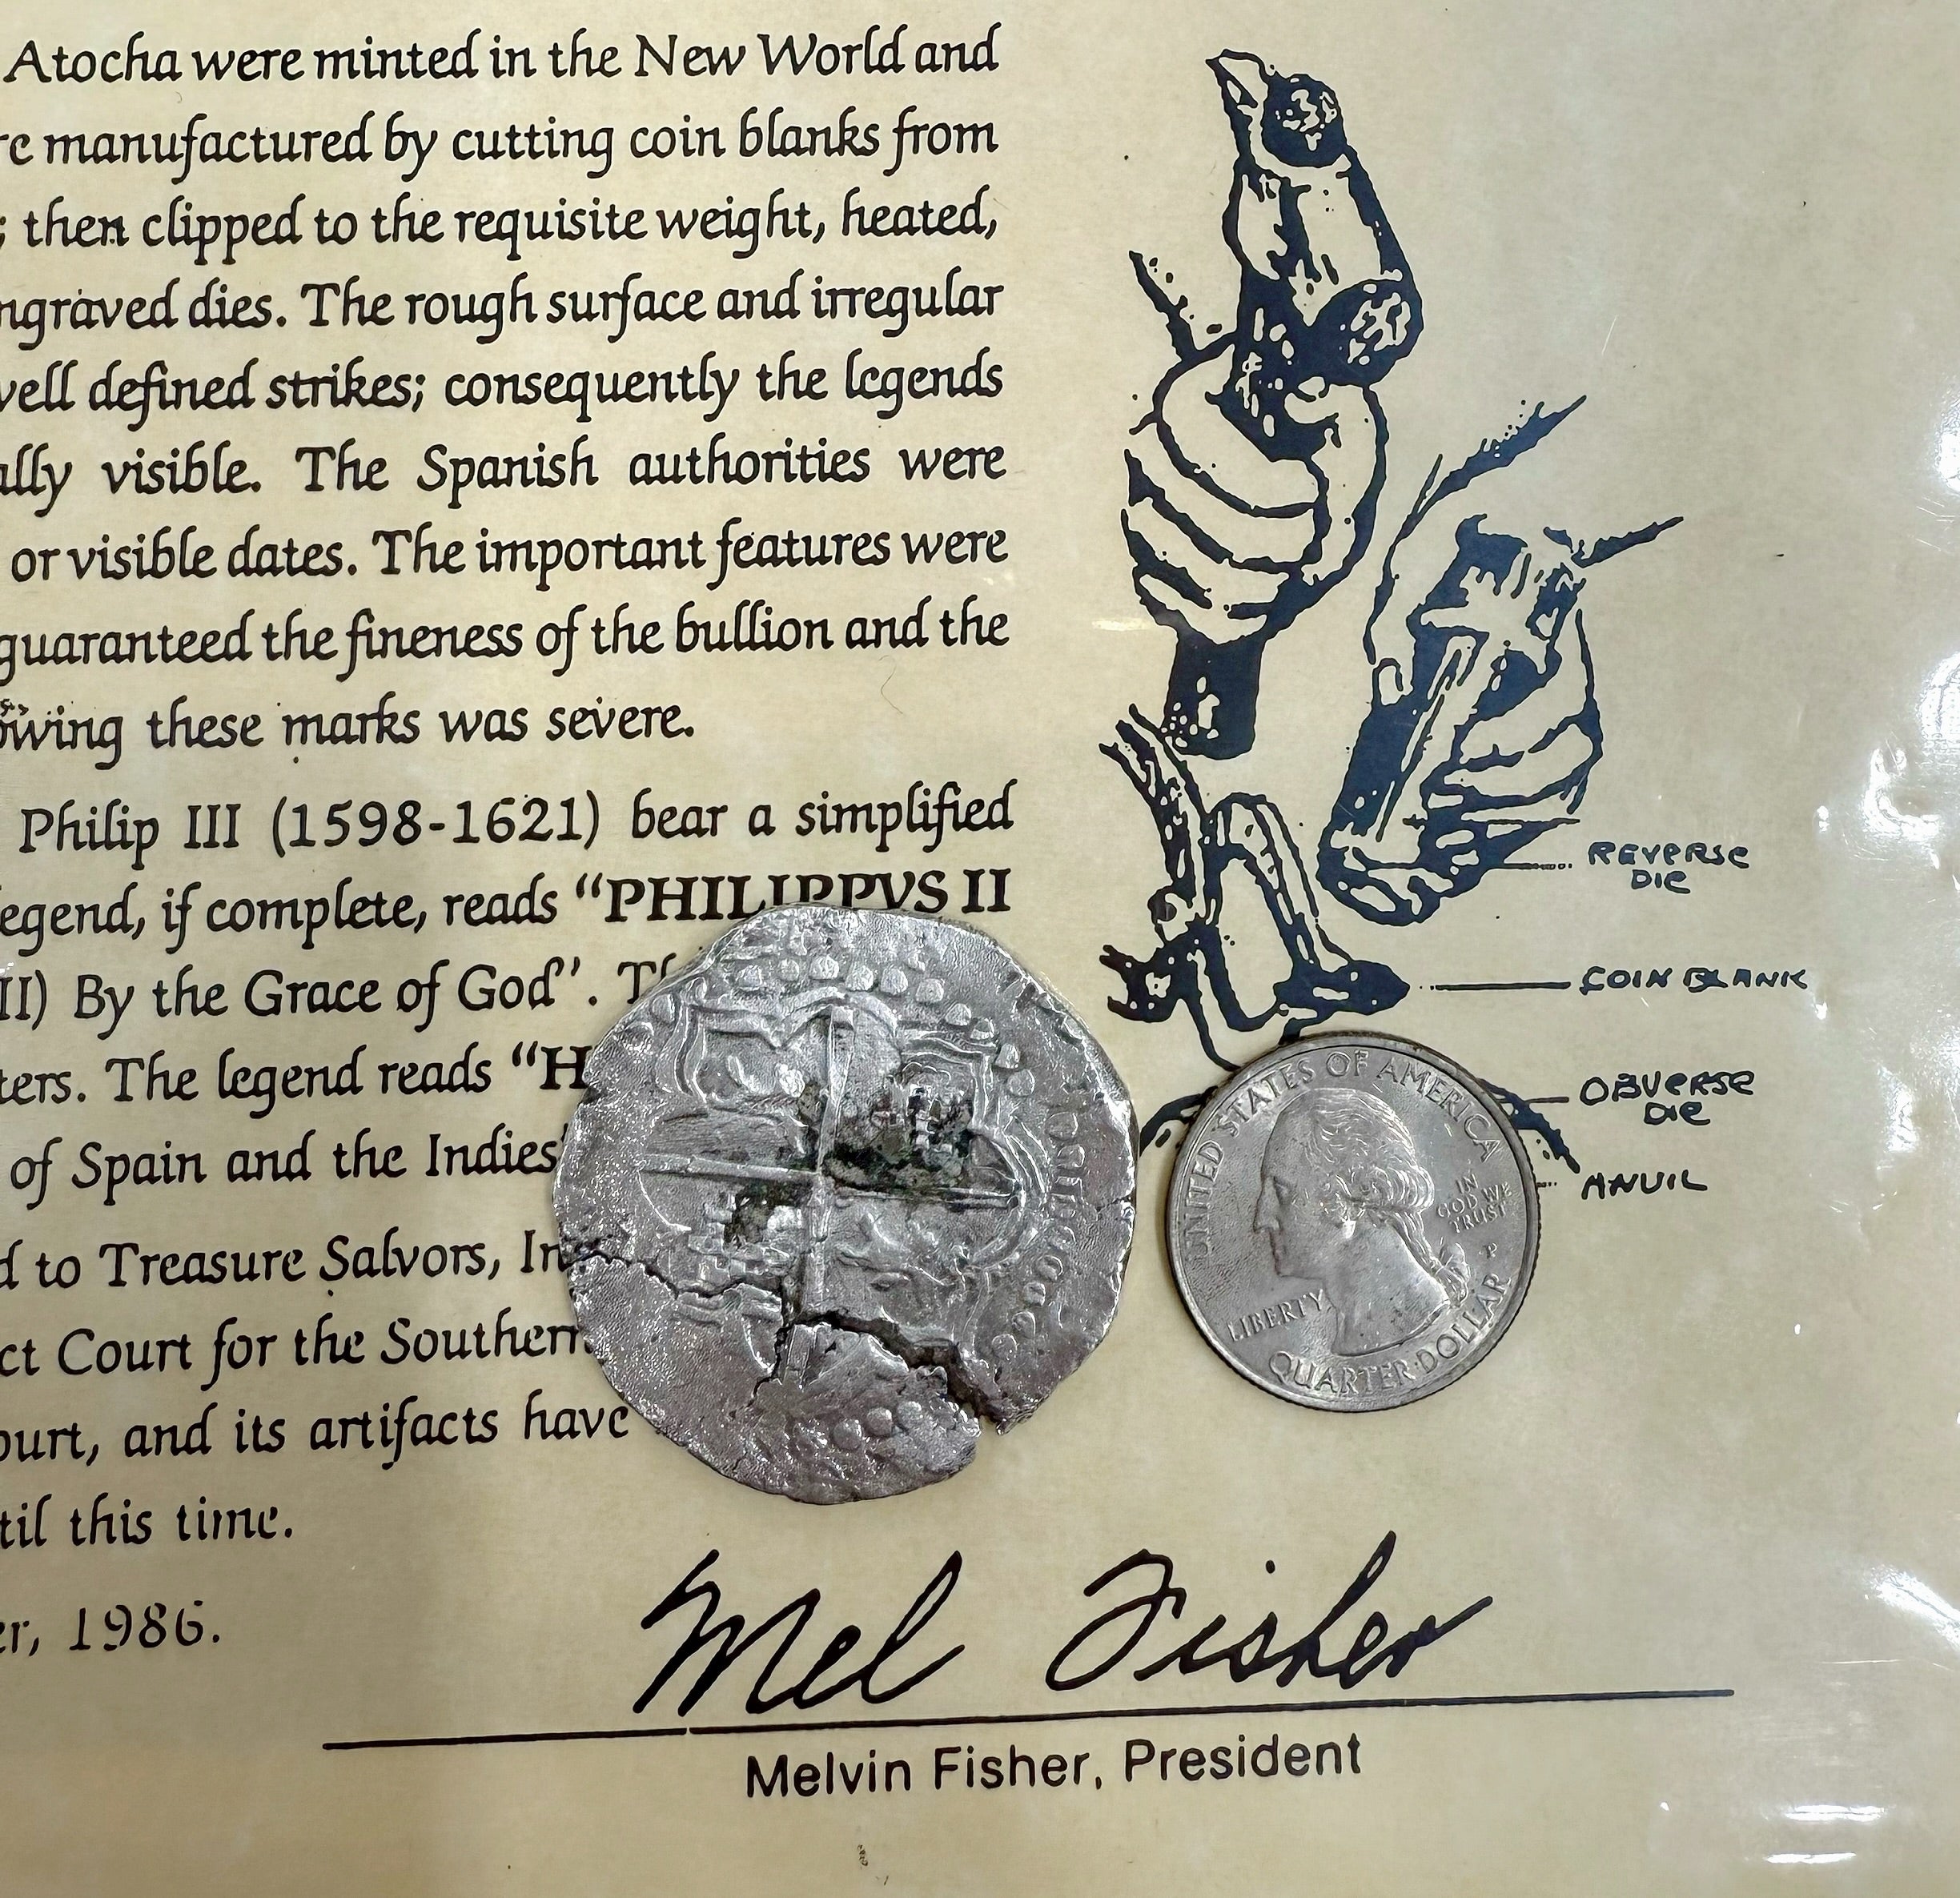 Atocha were minted in the New World and
manufactured by cutting coin blanks from
; then clipped to the requisite weight, heated,
ngraved dies. The rough surface and irregular
well defined strikes; consequently the legends
ally visible. The Spanish authorities were
or visible dates. The important features were
guaranteed the fineness of the bullion and the
owing these marks was severe.
Philip III (1598-1621) bear a simplified
egend, if complete, reads "PHILIPPVS II
II) By the Grace of God". Th
ters. The legend reads "H
of Spain and the Indies"
d to Treasure Salvors, In
ct Court for the Southern
ourt, and its artifacts have
til this time.
er, 1986.
REVERSE
DIE
COIN BLANK
OBVERSE
DIE
ANVIL
UNITED STATES OF AMERICA
IN
GOD WE
TRUST
P
LIBERTY
QUARTER DOLLAR
Mel Fisher
Melvin Fisher, President